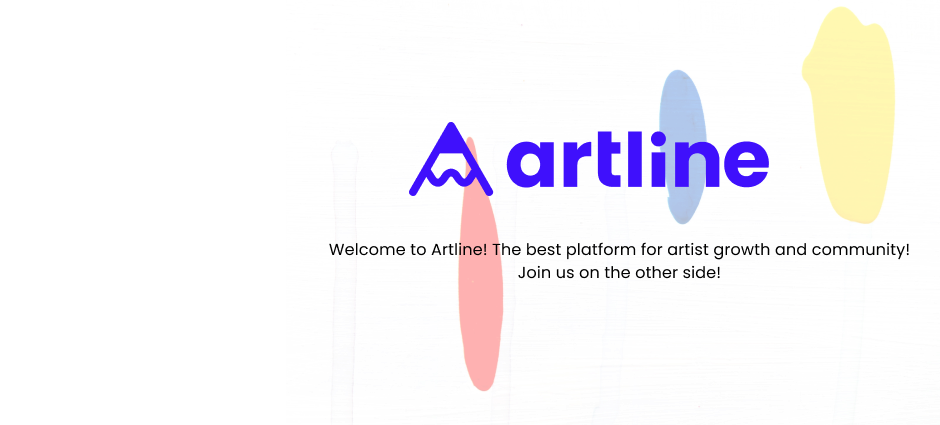 artline
Welcome to Artline! The best platform for artist growth and community!
Join us on the other side!